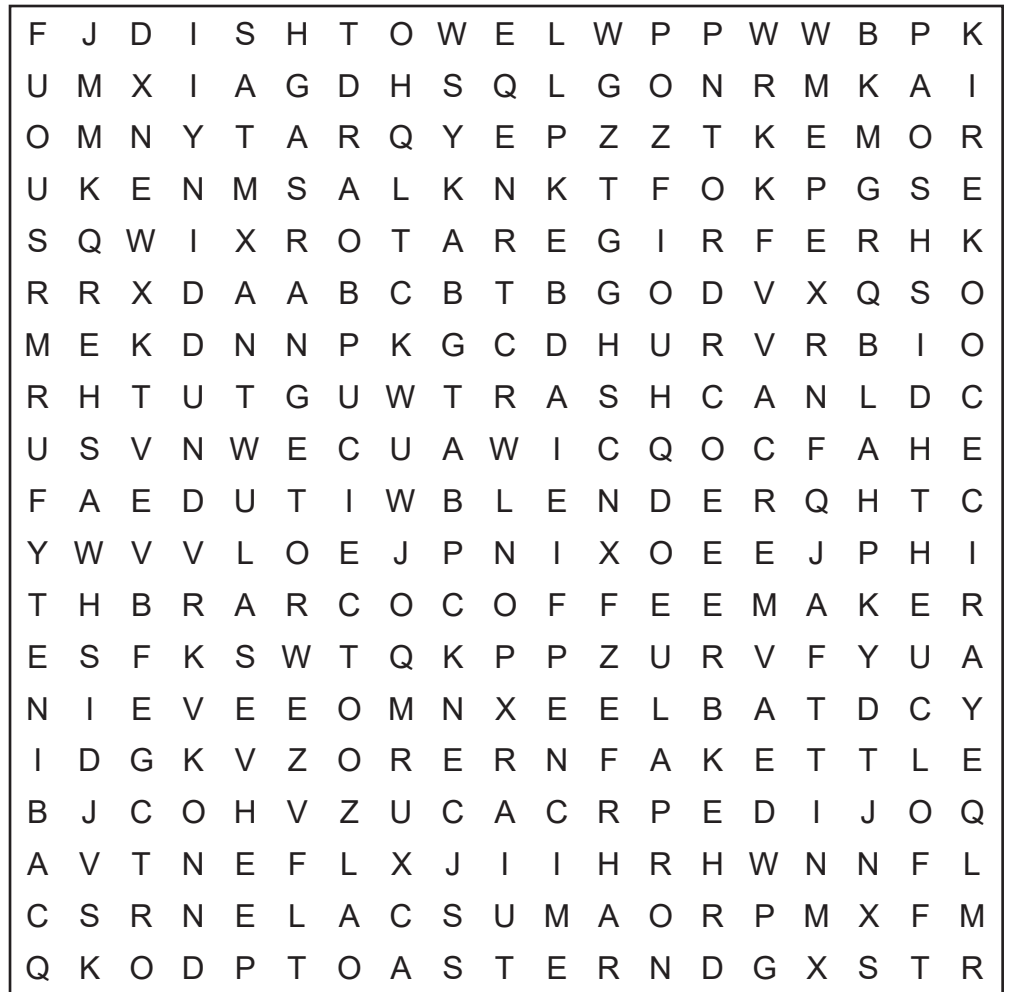 F J D I S H T O W E L W P P W W B P K
U M X I A G D H S Q L G O N R M K A I
O M N Y T A R Q Y E P Z Z T K E M O R
U K E N M S A L K N K T F O K P G S E
S Q W I X R O T A R E G I R F E R H K
R R X D A A B C B T B G O D V X Q S O
M E K D N N P K G C D H U R V R B I O
R H T U T G U W T R A S H C A N L D C
U S V N W E C U A W I C Q O C F A H E
F A E D U T I W B L E N D E R Q H T C
Y W V V L O E J P N I X O E E J P H I
T H B R A R C O C O F F E E M A K E R
E S F K S W T Q K P P Z U R V F Y U A
N I E V E E O M N X E E L B A T D C Y
I D G K V Z O R E R N F A K E T T L E
B J C O H V Z U C A C R P E D I J O Q
A V T N E F L X J I I H R H W N N F L
C S R N E L A C S U M A O R P M X F M
Q K O D P T O A S T E R N D G X S T R